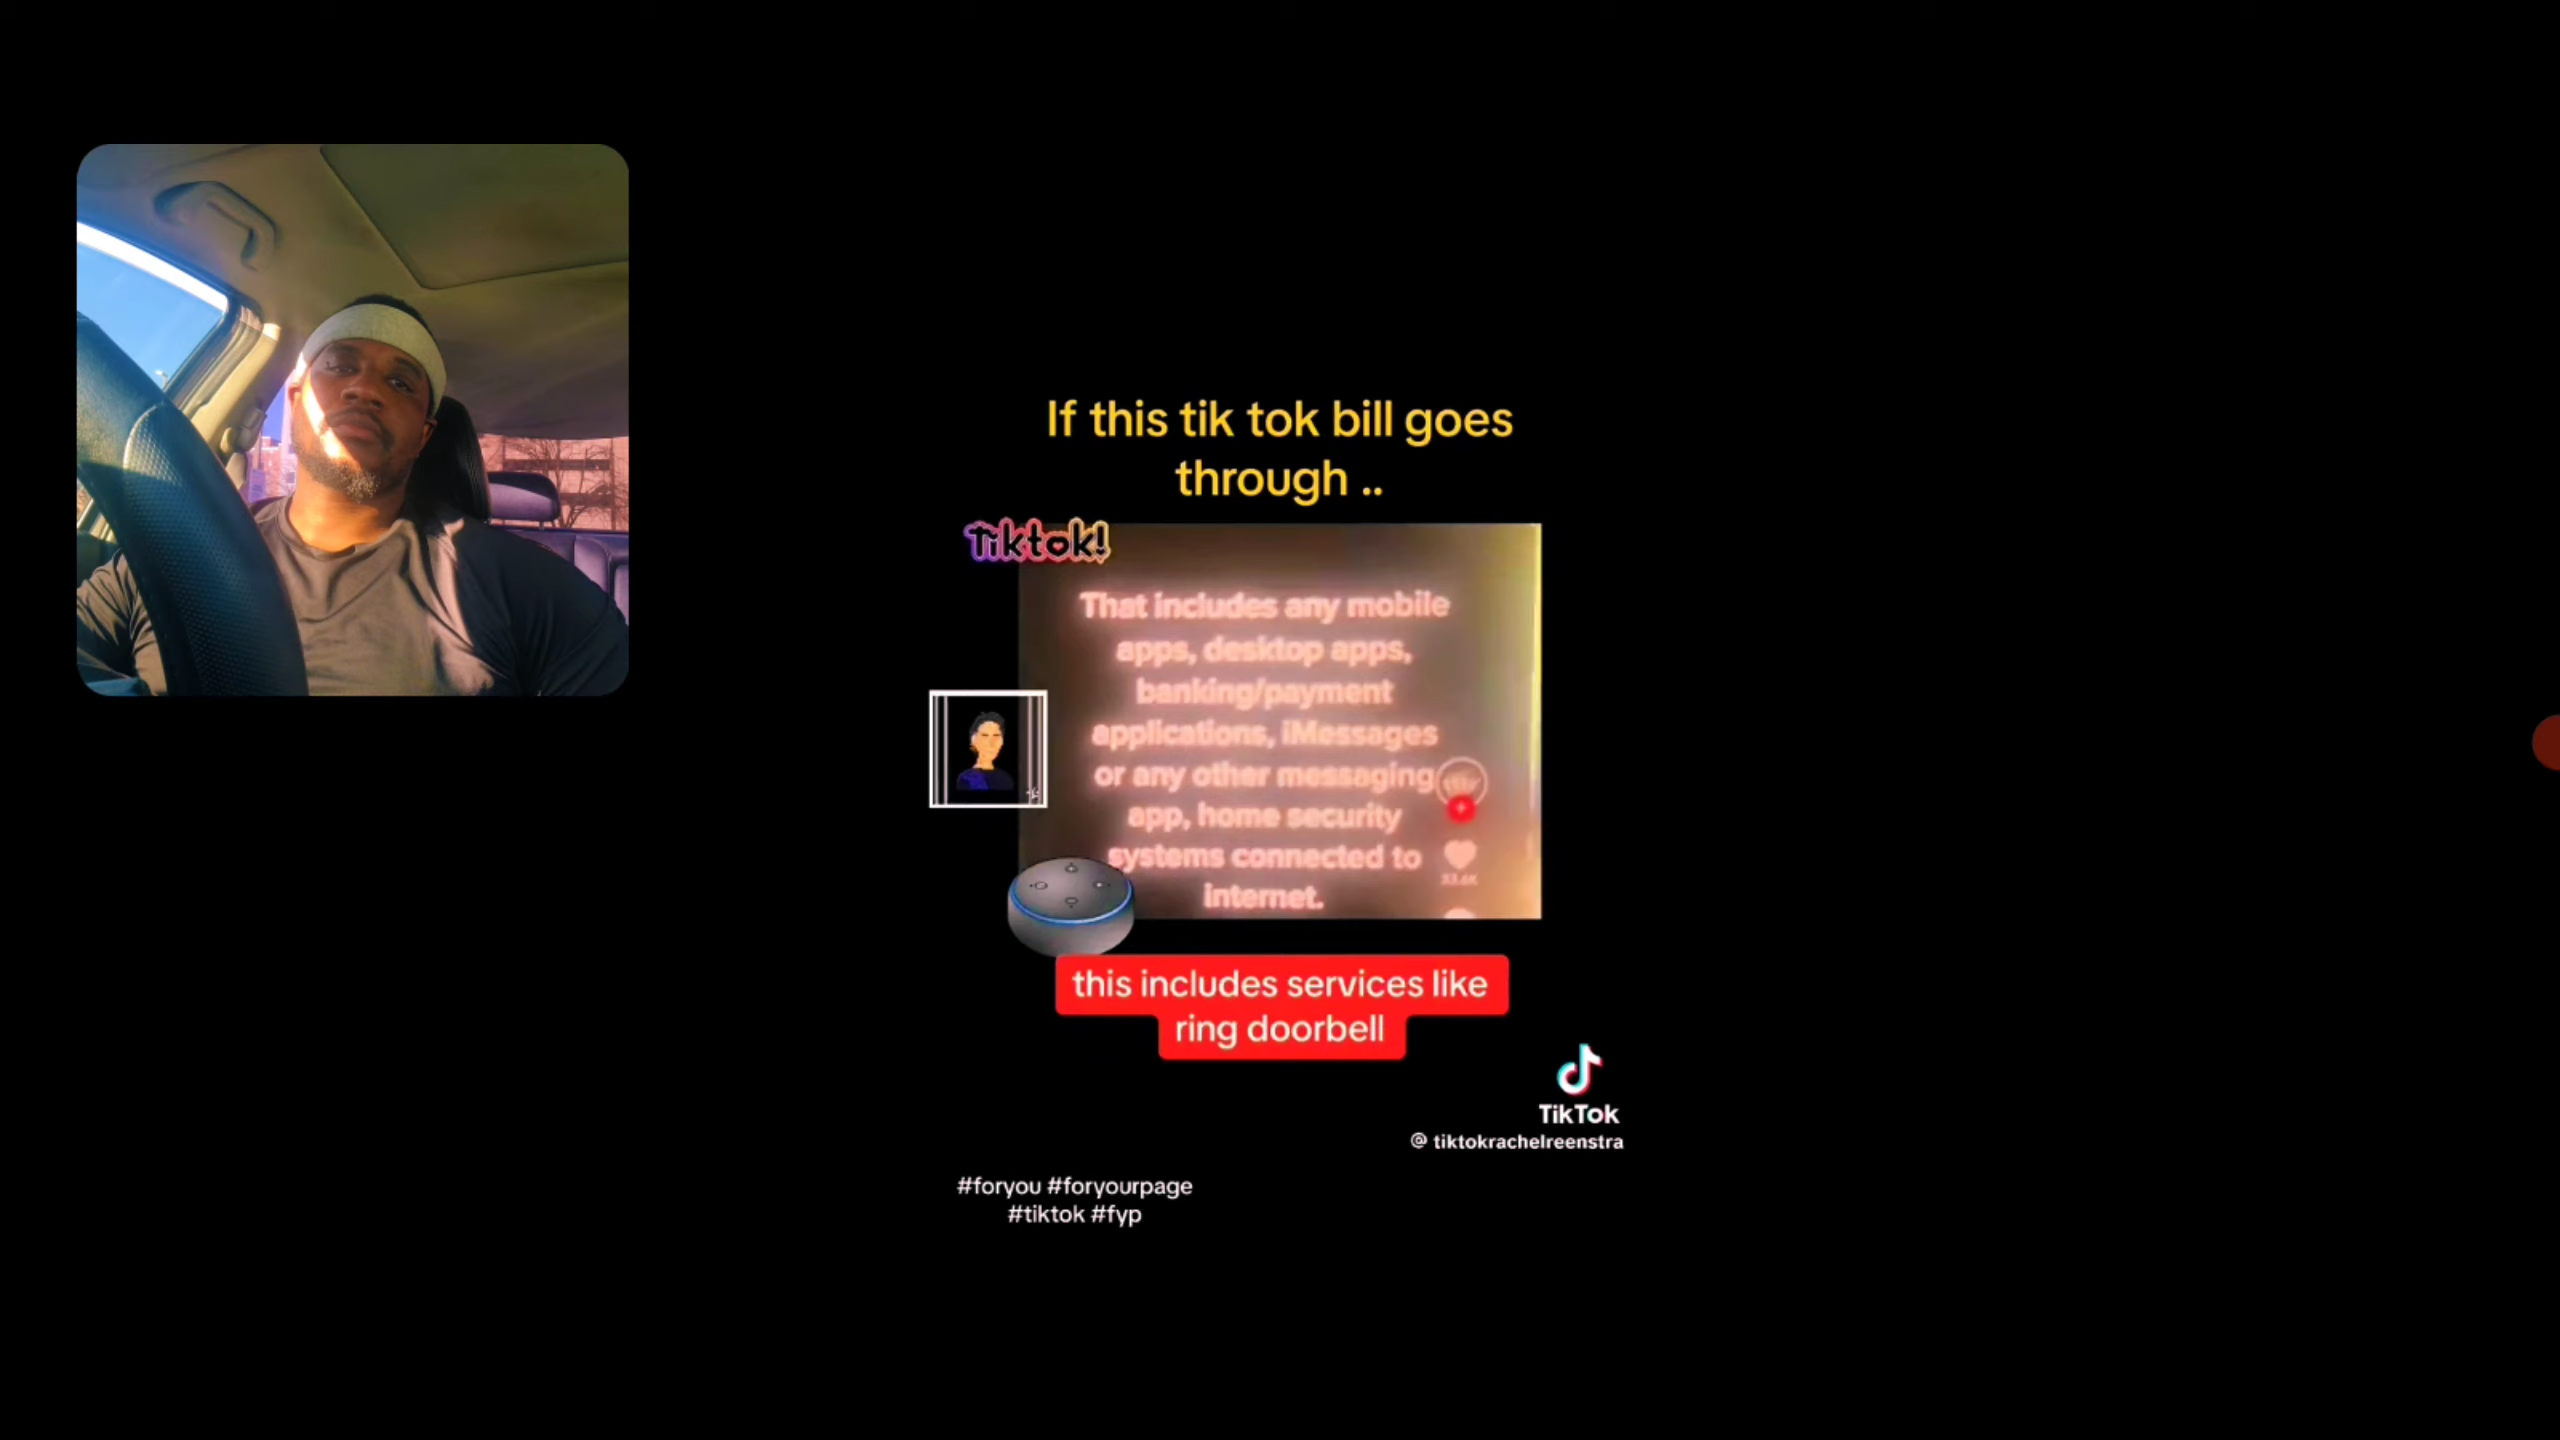 If this tik tok bill goes
through ..
Tiktok!
That includes any mobile
apps, desktop apps,
banking/payment
applications, iMessages
or any other messaging
app, home security
systems connected to
internet.
33.6K
this includes services like
ring doorbell
TikTok
@ tiktokrachelreenstra
#foryou #foryourpage
#tiktok #fyp